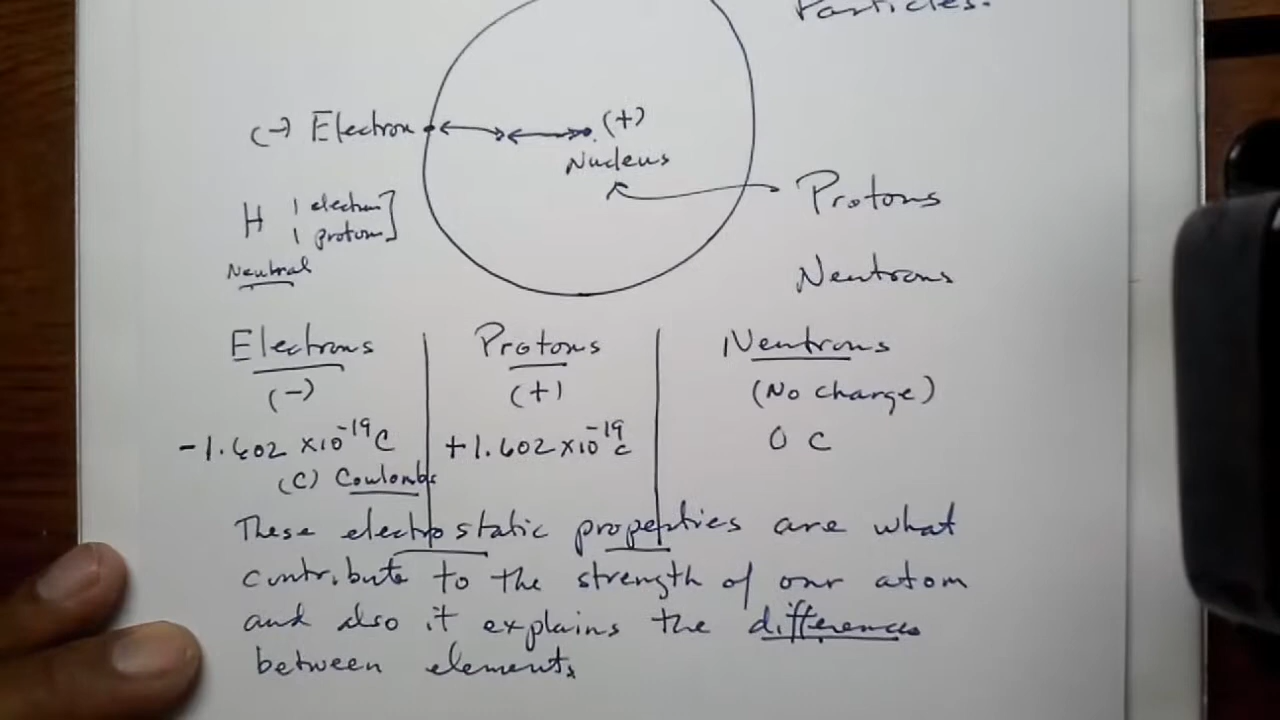 Particles.
(-) Electron
(+)
Nucleus
Protons
H 1 electron
1 proton
Neutral
Neutrons
Electrons Protons Neutrons
(-) (+) (No charge)
-1.602 x10^-19 C +1.602 x10^-19 C 0 C
(C) Coulombs
These electrostatic properties are what
contribute to the strength of our atom
and also it explains the differences
between elements